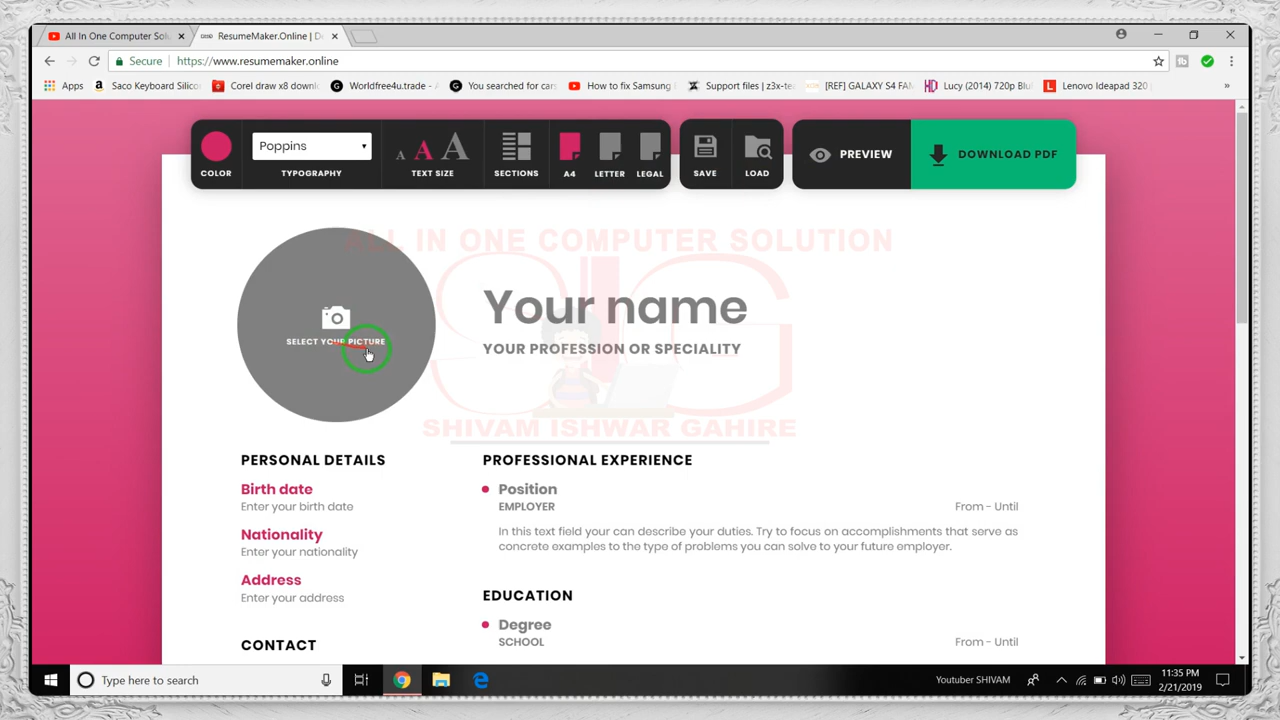 All In One Computer Solu
ResumeMaker.Online | De
Secure
https://www.resumemaker.online
Apps
Saco Keyboard Silicon
Corel draw x8 downl
Worldfree4u.trade - A
You searched for ca
How to fix Samsung
Support files | z3x-te
[REF] GALAXY S4 FAM
Lucy (2014) 720p Blu
Lenovo Ideapad 320
COLOR
Poppins
TYPOGRAPHY
A A A
TEXT SIZE
SECTIONS
A4
LETTER
LEGAL
SAVE
LOAD
PREVIEW
DOWNLOAD PDF
ALL IN ONE COMPUTER SOLUTION
SELECT YOUR PICTURE
Your name
YOUR PROFESSION OR SPECIALITY
SIG
SHIVAM ISHWAR GAHIRE
PERSONAL DETAILS
Birth date
Enter your birth date
Nationality
Enter your nationality
Address
Enter your address
CONTACT
PROFESSIONAL EXPERIENCE
Position
EMPLOYER
From - Until
In this text field your can describe your duties. Try to focus on accomplishments that serve as
concrete examples to the type of problems you can solve to your future employer.
EDUCATION
Degree
SCHOOL
From - Until
Type here to search
Youtuber SHIVAM
11:35 PM
2/21/2019